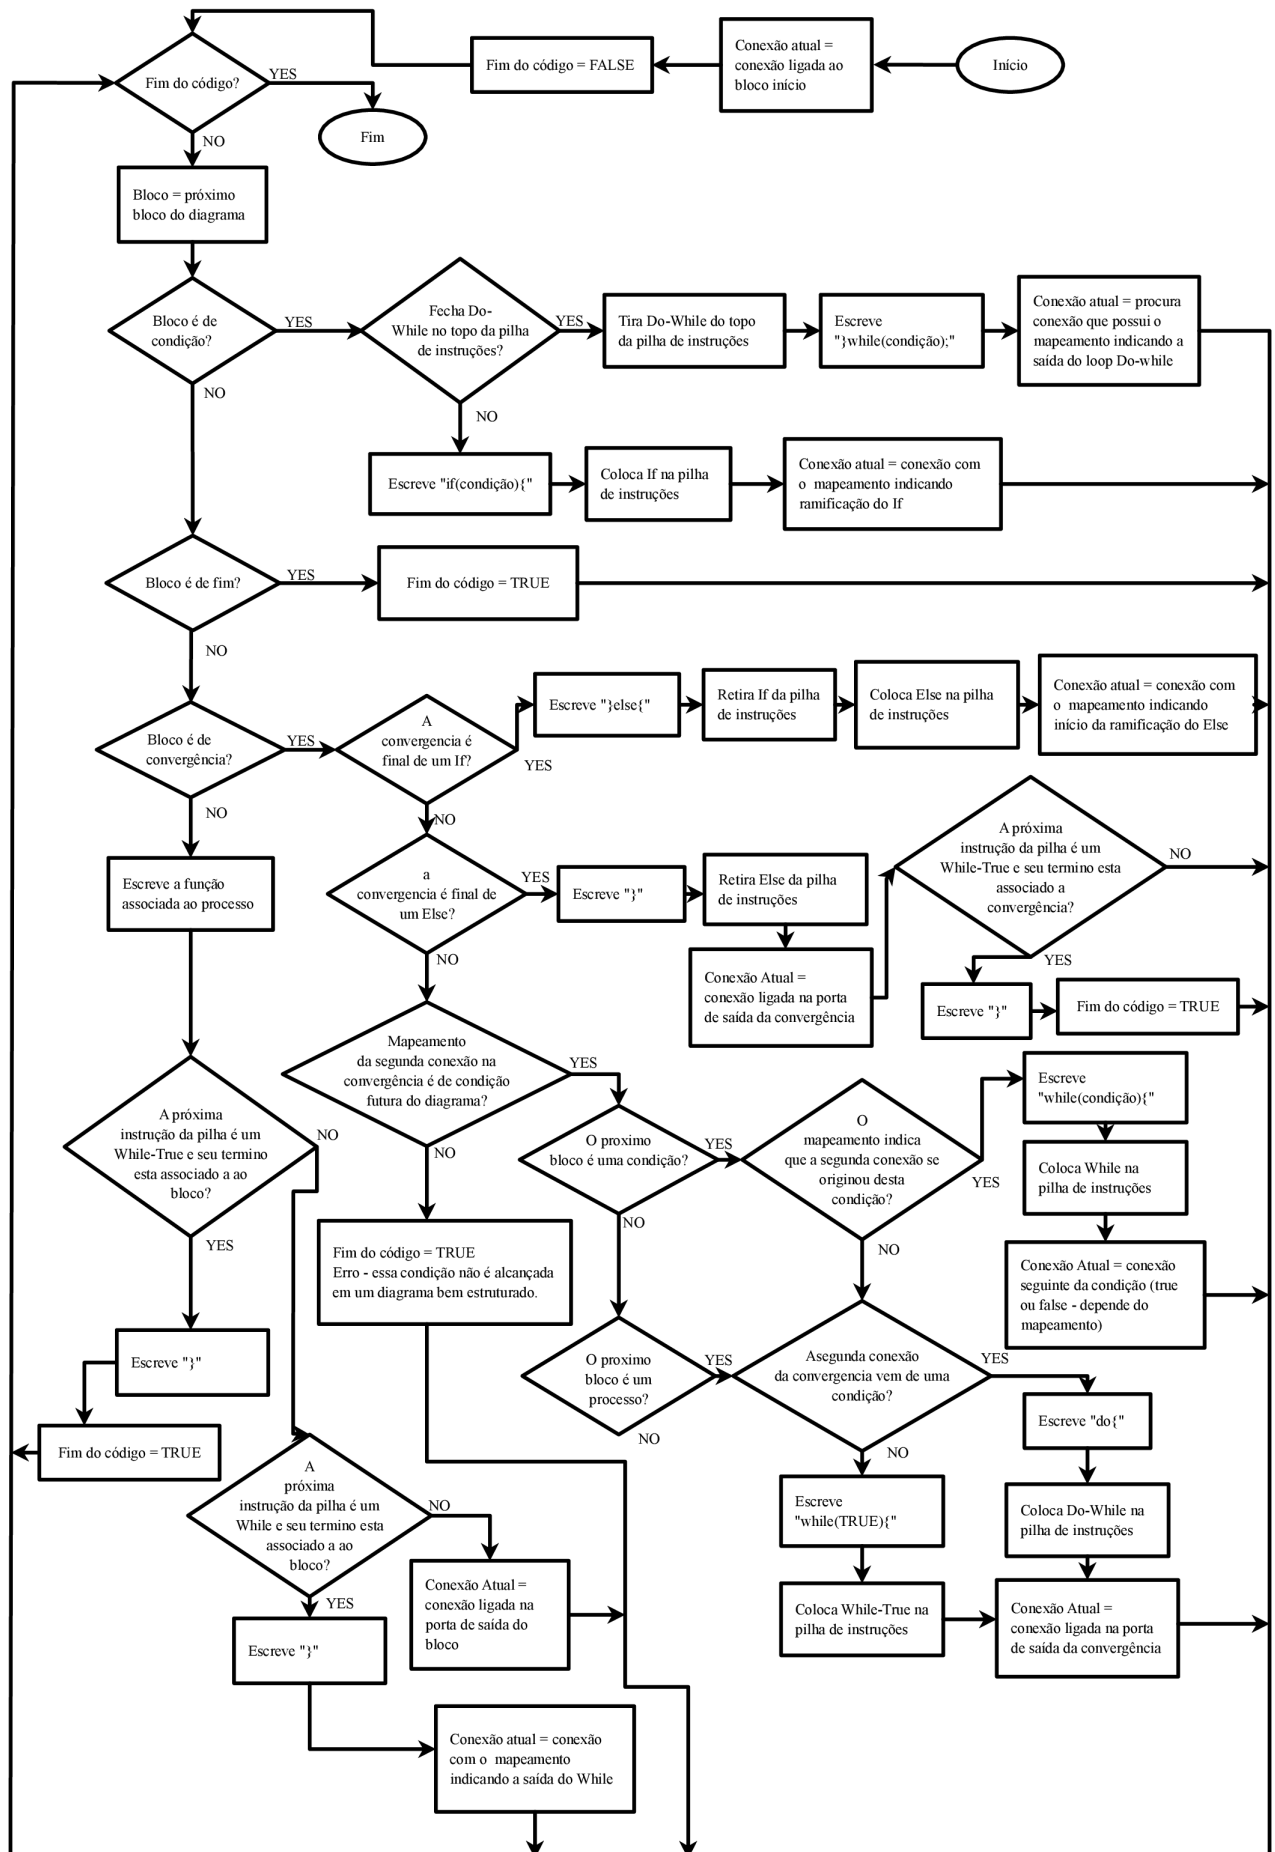 Início
Conexão atual =
conexão ligada ao
bloco início
Fim do código = FALSE
Fim do código?
YES
Fim
NO
Bloco = próximo
bloco do diagrama
Bloco é de
condição?
YES
Fecha Do-
While no topo da pilha
de instruções?
YES
Tira Do-While do topo
da pilha de instruções
Escreve
"}while(condição);"
Conexão atual = procura
conexão que possui o
mapeamento indicando a
saída do loop Do-while
NO
NO
Escreve "if(condição){"
Coloca If na pilha
de instruções
Conexão atual = conexão com
o mapeamento indicando
ramificação do If
Bloco é de fim?
YES
Fim do código = TRUE
NO
Bloco é de
convergência?
YES
A
convergencia é
final de um If?
YES
Escreve "}else{"
Retira If da pilha
de instruções
Coloca Else na pilha
de instruções
Conexão atual = conexão com
o mapeamento indicando
início da ramificação do Else
NO
NO
Escreve a função
associada ao processo
a
convergencia é final de
um Else?
YES
Escreve "}"
Retira Else da pilha
de instruções
Conexão Atual =
conexão ligada na porta
de saída da convergência
A próxima
instrução da pilha é um
While-True e seu termino esta
associado a
convergência?
NO
YES
Escreve "}"
Fim do código = TRUE
NO
Mapeamento
da segunda conexão na
convergência é de condição
futura do diagrama?
YES
NO
Fim do código = TRUE
Erro - essa condição não é alcançada
em um diagrama bem estruturado.
O proximo
bloco é uma condição?
YES
NO
O
mapeamento indica
que a segunda conexão se
originou desta
condição?
YES
NO
Escreve
"while(condição){"
Coloca While na
pilha de instruções
Conexão Atual = conexão
seguinte da condição (true
ou false - depende do
mapeamento)
O proximo
bloco é um
processo?
YES
NO
Asegunda conexão
da convergencia vem de uma
condição?
YES
NO
Escreve "do{"
Coloca Do-While na
pilha de instruções
Escreve
"while(TRUE){"
Coloca While-True na
pilha de instruções
Conexão Atual =
conexão ligada na porta
de saída da convergência
A próxima
instrução da pilha é um
While-True e seu termino
esta associado a ao
bloco?
NO
YES
Escreve "}"
Fim do código = TRUE
A
próxima
instrução da pilha é um
While e seu termino esta
associado a ao
bloco?
NO
YES
Conexão Atual =
conexão ligada na
porta de saída do
bloco
Escreve "}"
Conexão atual = conexão
com o mapeamento
indicando a saída do While